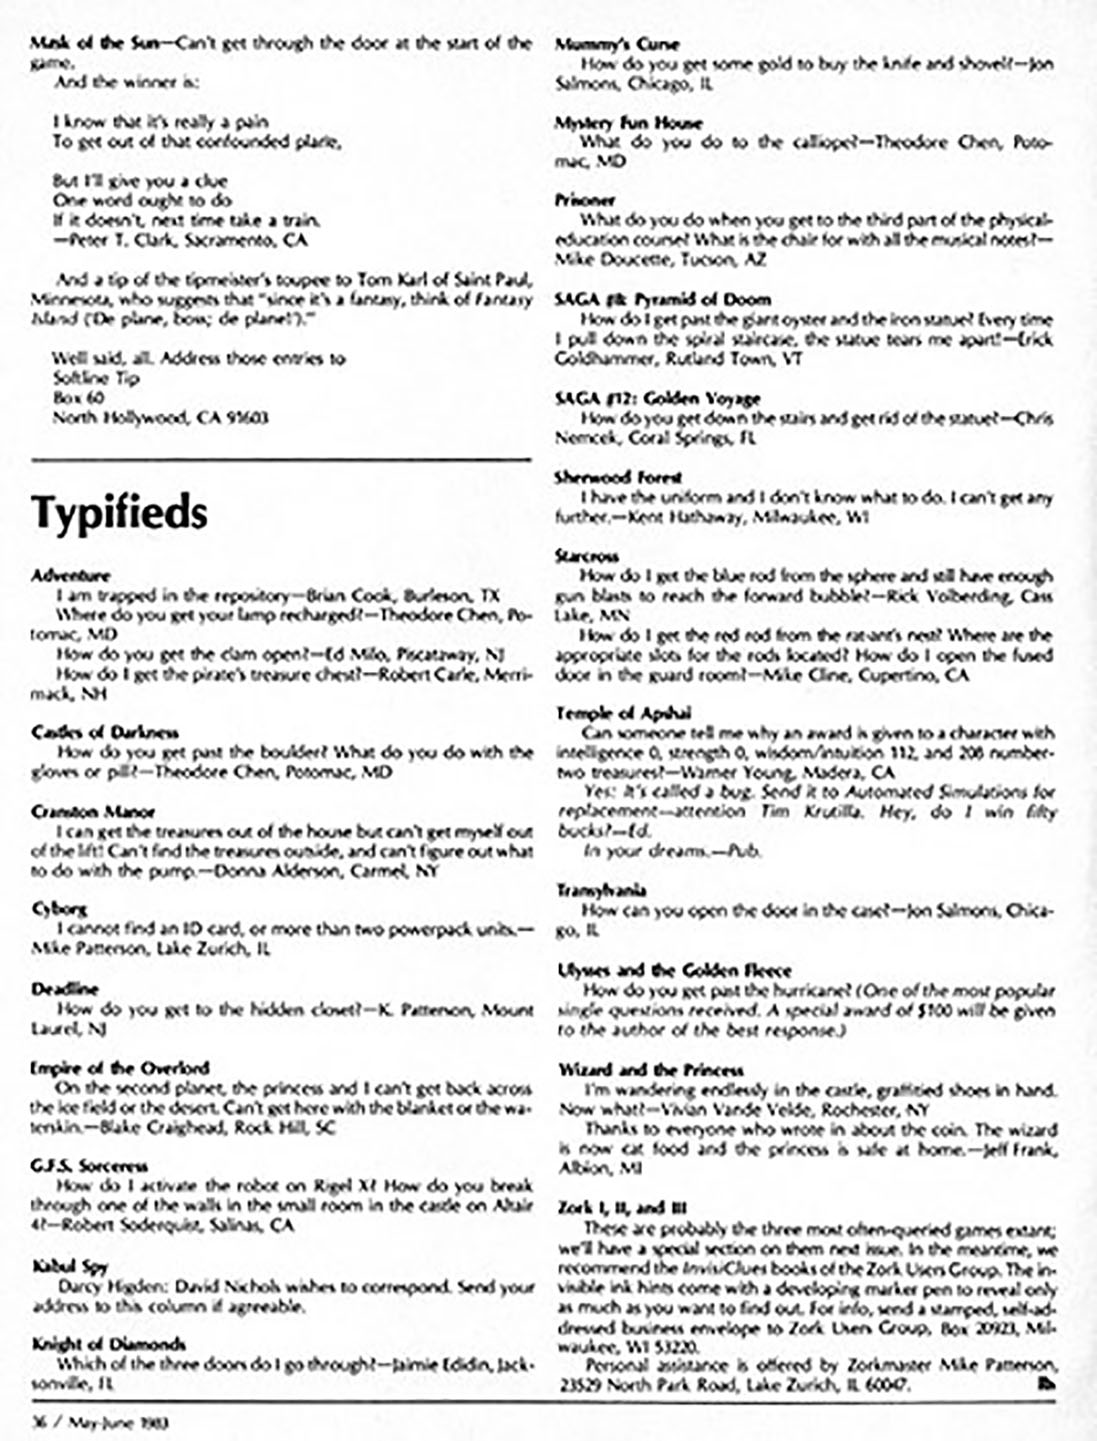 Mask of the Sun—Can't get through the door at the start of the
game.
And the winner is:
I know that it's really a pain
To get out of that confounded plane,
But I'll give you a clue
One word ought to do
If it doesn't, next time take a train.
—Peter T. Clark, Sacramento, CA
And a tip of the tipmeister's toupee to Tom Karl of Saint Paul,
Minnesota, who suggests that "since it's a fantasy, think of Fantasy
Island ('De plane, boss; de plane!')."
Well said, all. Address those entries to
Softline Tip
Box 60
North Hollywood, CA 91603
Typifieds
Adventure
I am trapped in the repository—Brian Cook, Burleson, TX
Where do you get your lamp recharged?—Theodore Chen, Po-
tomac, MD
How do you get the clam open?—Ed Milo, Piscataway, NJ
How do I get the pirate's treasure chest?—Robert Carle, Merri-
mack, NH
Castles of Darkness
How do you get past the boulder? What do you do with the
gloves or pill?—Theodore Chen, Potomac, MD
Cranston Manor
I can get the treasures out of the house but can't get myself out
of the lift! Can't find the treasures outside, and can't figure out what
to do with the pump.—Donna Alderson, Carmel, NY
Cyborg
I cannot find an ID card, or more than two powerpack units.—
Mike Patterson, Lake Zurich, IL
Deadline
How do you get to the hidden closet?—K. Patterson, Mount
Laurel, NJ
Empire of the Overlord
On the second planet, the princess and I can't get back across
the ice field or the desert. Can't get here with the blanket or the wa-
terskin.—Blake Craighead, Rock Hill, SC
G.F.S. Sorceress
How do I activate the robot on Rigel X? How do you break
through one of the walls in the small room in the castle on Altair
4?—Robert Soderquist, Salinas, CA
Kabul Spy
Darcy Higden: David Nichols wishes to correspond. Send your
address to this column if agreeable.
Knight of Diamonds
Which of the three doors do I go through?—Jaimie Edidin, Jack-
sonville, FL
36 / May-June 1983
Mummy's Curse
How do you get some gold to buy the knife and shovel?—Jon
Salmons, Chicago, IL
Mystery Fun House
What do you do to the calliope?—Theodore Chen, Poto-
mac, MD
Prisoner
What do you do when you get to the third part of the physical-
education course? What is the chair for with all the musical notes?—
Mike Doucette, Tucson, AZ
SAGA #8: Pyramid of Doom
How do I get past the giant oyster and the iron statue? Every time
I pull down the spiral staircase, the statue tears me apart!—Erick
Goldhammer, Rutland Town, VT
SAGA #12: Golden Voyage
How do you get down the stairs and get rid of the statue?—Chris
Nemcek, Coral Springs, FL
Sherwood Forest
I have the uniform and I don't know what to do. I can't get any
further.—Kent Hathaway, Milwaukee, WI
Starcross
How do I get the blue rod from the sphere and still have enough
gun blasts to reach the forward bubble?—Rick Volberding, Cass
Lake, MN
How do I get the red rod from the rat-ant's nest? Where are the
appropriate slots for the rods located? How do I open the fused
door in the guard room?—Mike Cline, Cupertino, CA
Temple of Apshai
Can someone tell me why an award is given to a character with
intelligence 0, strength 0, wisdom/intuition 112, and 208 number-
two treasures?—Warner Young, Madera, CA
Yes: It's called a bug. Send it to Automated Simulations for
replacement—attention Tim Krutilla. Hey, do I win fifty
bucks?—Ed.
In your dreams.—Pub.
Transylvania
How can you open the door in the case?—Jon Salmons, Chica-
go, IL
Ulysses and the Golden Fleece
How do you get past the hurricane? (One of the most popular
single questions received. A special award of $100 will be given
to the author of the best response.)
Wizard and the Princess
I'm wandering endlessly in the castle, graffitied shoes in hand.
Now what?—Vivian Vande Velde, Rochester, NY
Thanks to everyone who wrote in about the coin. The wizard
is now cat food and the princess is safe at home.—Jeff Frank,
Albion, MI
Zork I, II, and III
These are probably the three most often-queried games extant;
we'll have a special section on them next issue. In the meantime, we
recommend the InvisiClues books of the Zork Users Group. The in-
visible ink hints come with a developing marker pen to reveal only
as much as you want to find out. For info, send a stamped, self-ad-
dressed business envelope to Zork Users Group, Box 20923, Mil-
waukee, WI 53220.
Personal assistance is offered by Zorkmaster Mike Patterson,
23529 North Park Road, Lake Zurich, IL 60047.